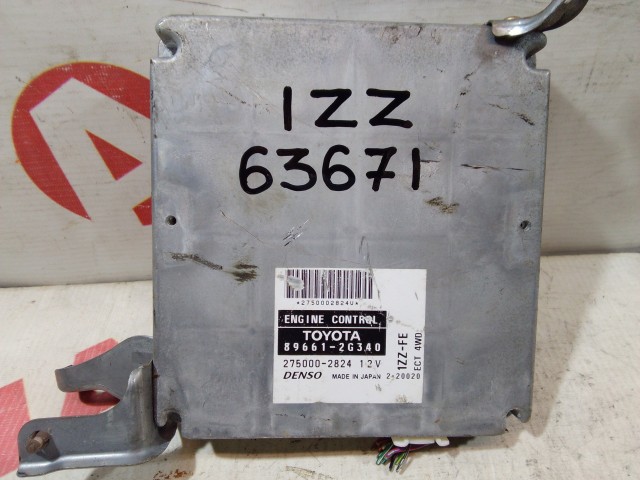 1ZZ
63671
*2750002824U*
ENGINE CONTROL
TOYOTA
89661-2G340
275000-2824 12V
DENSO MADE IN JAPAN 2-20020
1ZZ-FE
ECT 4WD